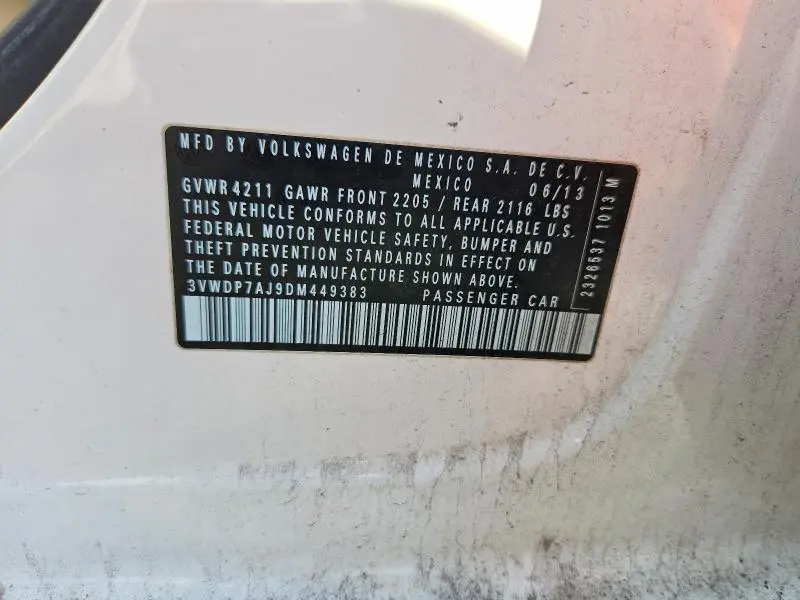 MFD BY VOLKSWAGEN DE MEXICO S.A. DE C.V.
MEXICO 06/13
GVWR 4211 GAWR FRONT 2205 / REAR 2116 LBS
THIS VEHICLE CONFORMS TO ALL APPLICABLE U.S.
FEDERAL MOTOR VEHICLE SAFETY, BUMPER AND
THEFT PREVENTION STANDARDS IN EFFECT ON
THE DATE OF MANUFACTURE SHOWN ABOVE.
3VWDP7AJ9DM449383 PASSENGER CAR
2326537 1013 M